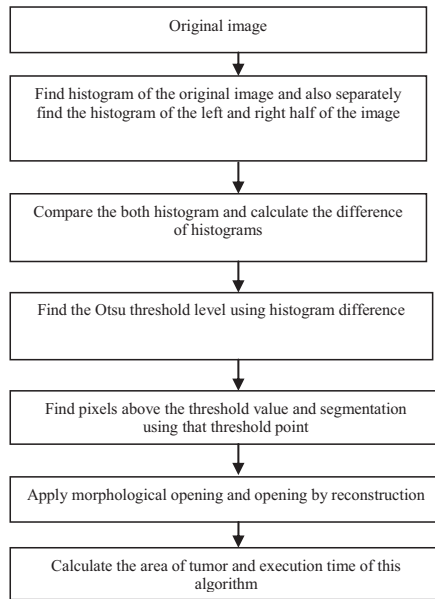 Original image
Find histogram of the original image and also separately
find the histogram of the left and right half of the image
Compare the both histogram and calculate the difference
of histograms
Find the Otsu threshold level using histogram difference
Find pixels above the threshold value and segmentation
using that threshold point
Apply morphological opening and opening by reconstruction
Calculate the area of tumor and execution time of this
algorithm